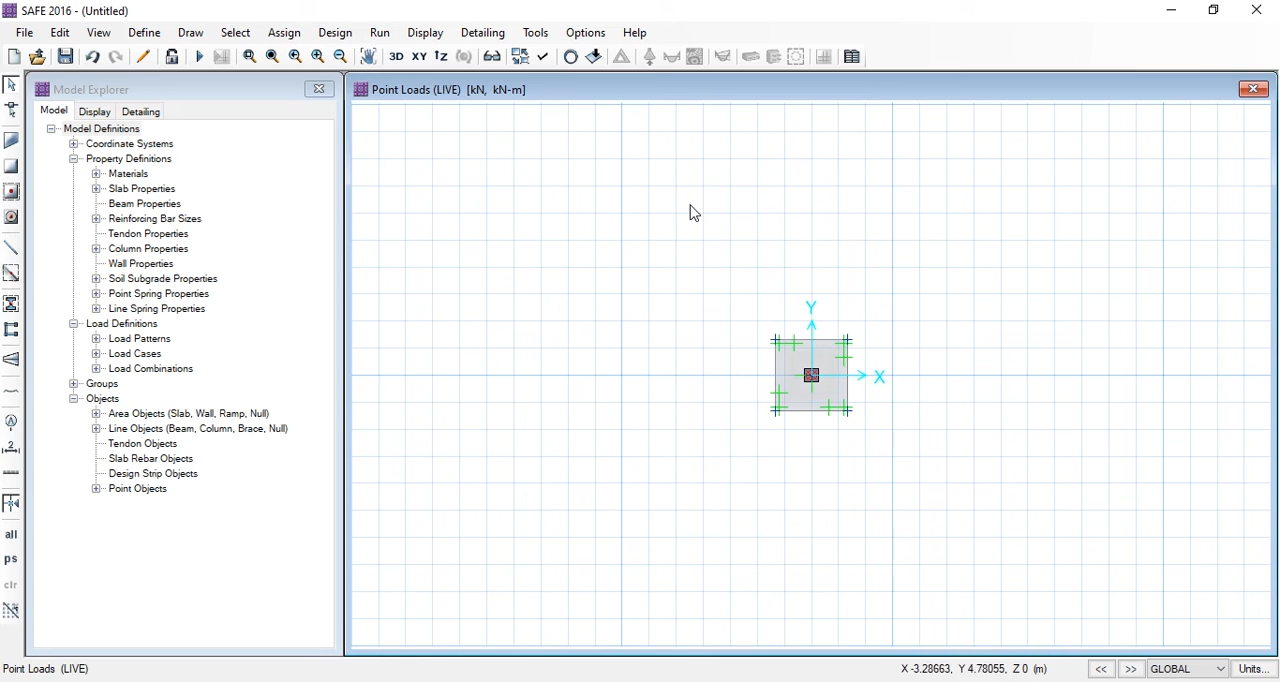 SAFE 2016 - (Untitled)
File Edit View Define Draw Select Assign Design Run Display Detailing Tools Options Help
3D XY
Model Explorer
Model Display Detailing
Model Definitions
Coordinate Systems
Property Definitions
Materials
Slab Properties
Beam Properties
Reinforcing Bar Sizes
Tendon Properties
Column Properties
Wall Properties
Soil Subgrade Properties
Point Spring Properties
Line Spring Properties
Load Definitions
Load Patterns
Load Cases
Load Combinations
Groups
Objects
Area Objects (Slab, Wall, Ramp, Null)
Line Objects (Beam, Column, Brace, Null)
Tendon Objects
Slab Rebar Objects
Design Strip Objects
Point Objects
all
ps
clr
Point Loads (LIVE) [kN, kN-m]
Y
X
Point Loads (LIVE)
X -3.28663, Y 4.78055, Z 0 (m)
<< >> GLOBAL Units...